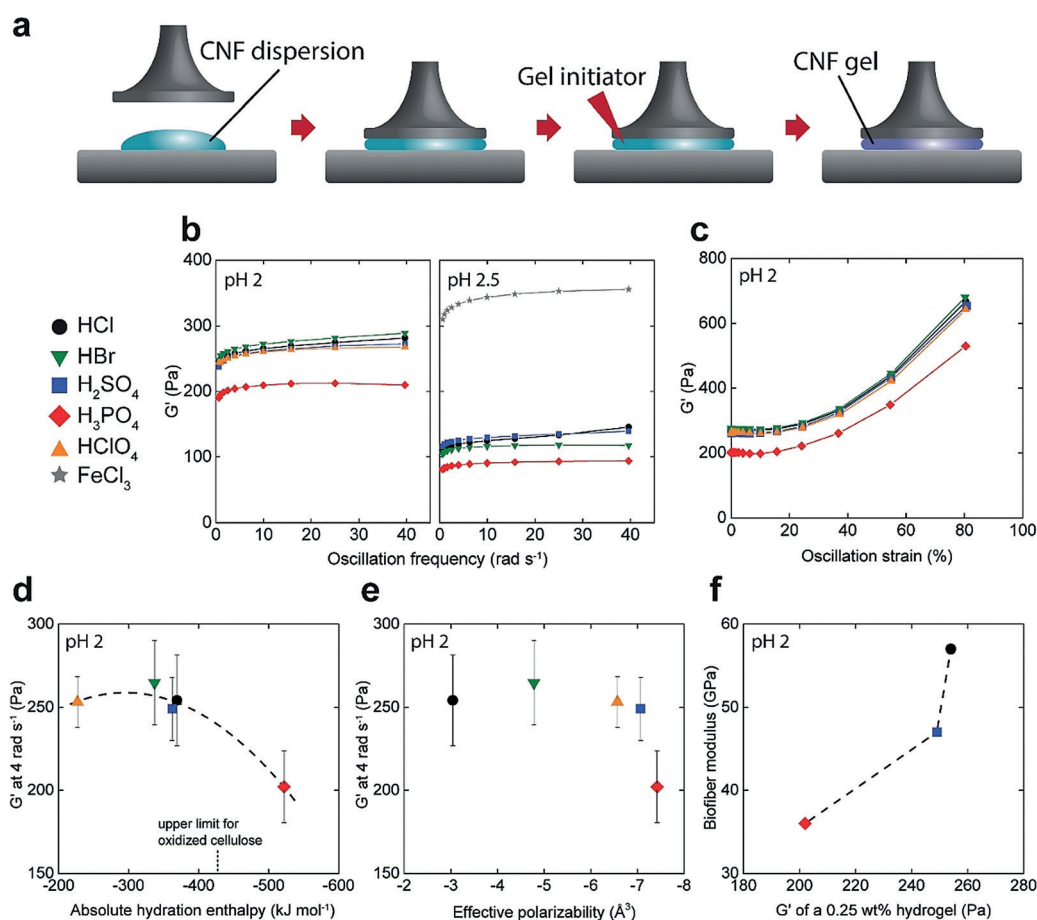 a
CNF dispersion
Gel initiator
CNF gel
b
c
400
300
200
100
0
G' (Pa)
pH 2
pH 2.5
0 10 20 30 40
0 10 20 30 40
Oscillation frequency (rad s⁻¹)
HCl
HBr
H₂SO₄
H₃PO₄
HClO₄
FeCl₃
800
600
400
200
0
G' (Pa)
pH 2
0 20 40 60 80 100
Oscillation strain (%)
d
300
250
200
150
G' at 4 rad s⁻¹ (Pa)
pH 2
upper limit for
oxidized cellulose
-200 -300 -400 -500 -600
Absolute hydration enthalpy (kJ mol⁻¹)
e
300
250
200
150
G' at 4 rad s⁻¹ (Pa)
pH 2
-2 -3 -4 -5 -6 -7 -8
Effective polarizability (Å³)
f
60
50
40
30
Biofiber modulus (GPa)
pH 2
180 200 220 240 260 280
G' of a 0.25 wt% hydrogel (Pa)